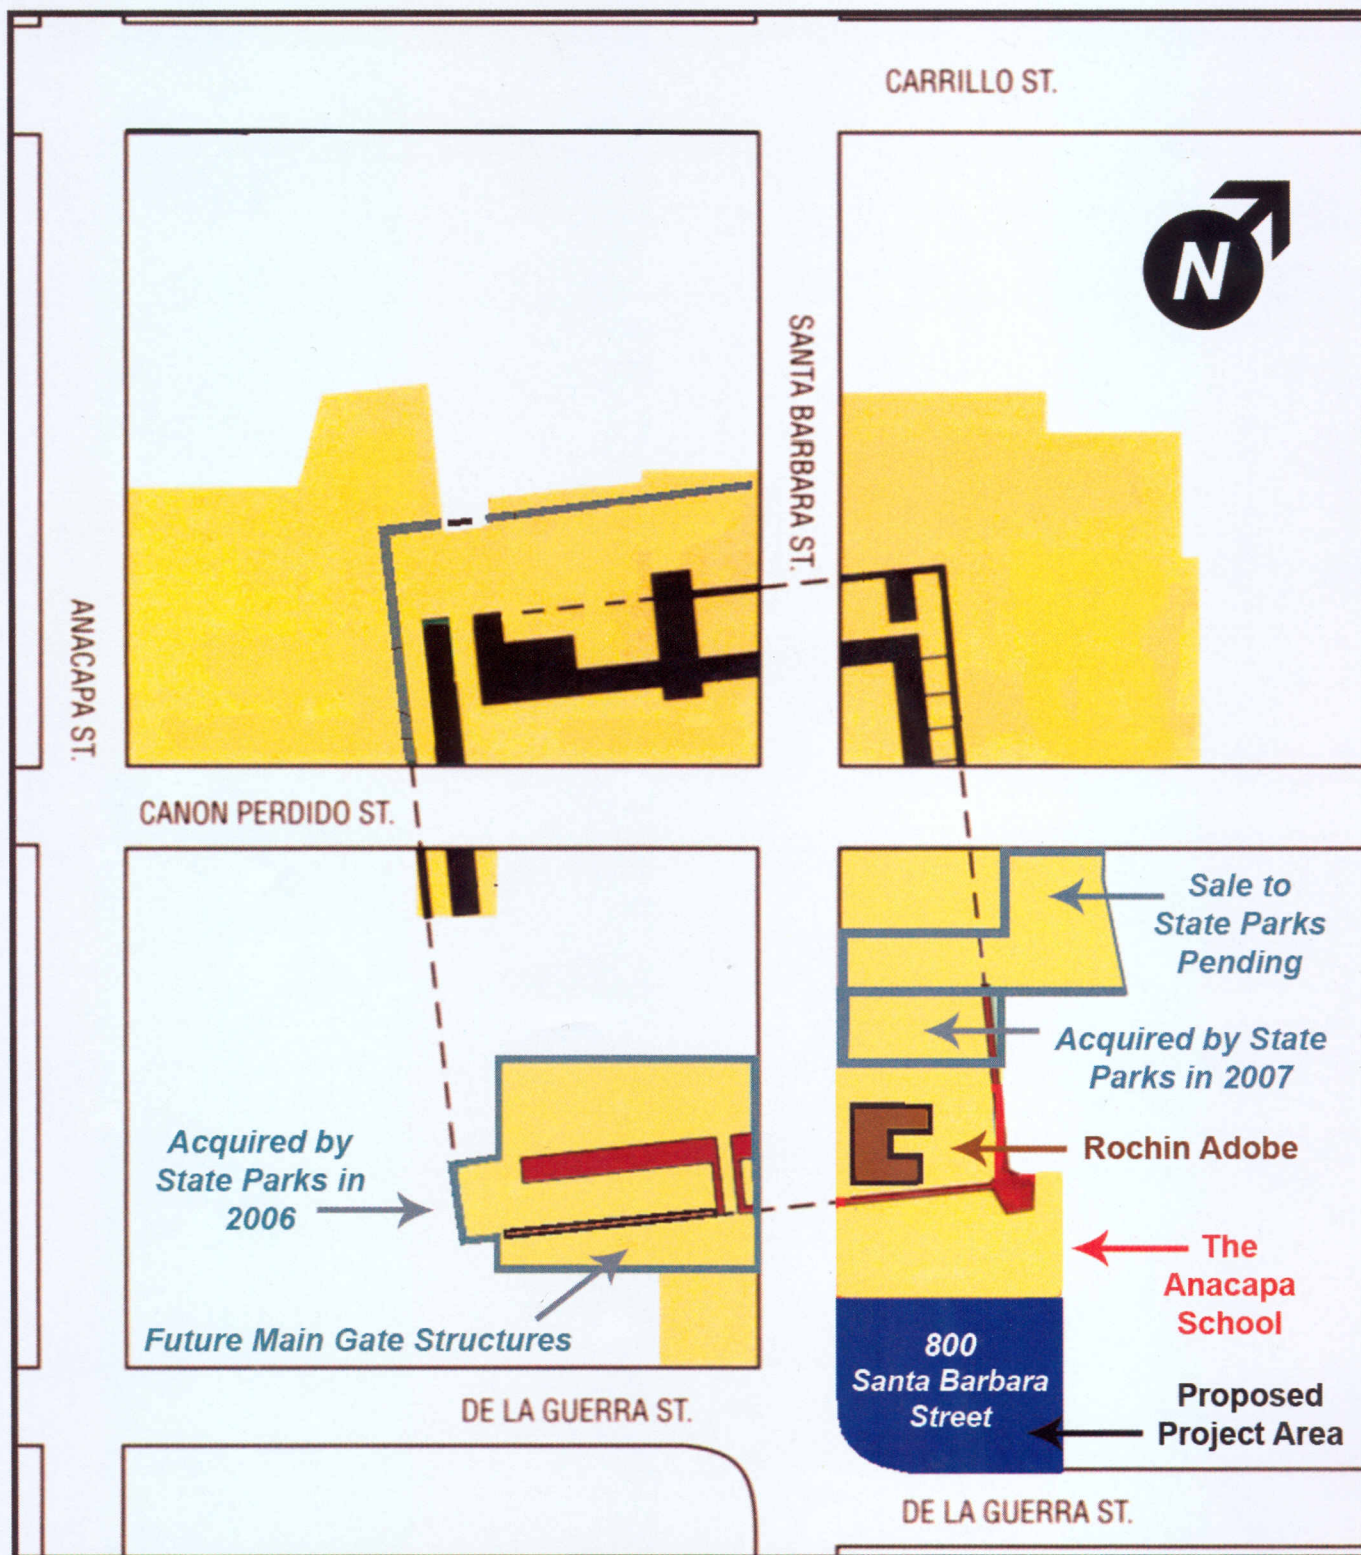 CARRILLO ST.
N
SANTA BARBARA ST.
ANACAPA ST.
CANON PERDIDO ST.
Sale to
State Parks
Pending
Acquired by State
Parks in 2007
Acquired by
State Parks in
2006
Rochin Adobe
The
Anacapa
School
Future Main Gate Structures
800
Santa Barbara
Street
Proposed
Project Area
DE LA GUERRA ST.
DE LA GUERRA ST.